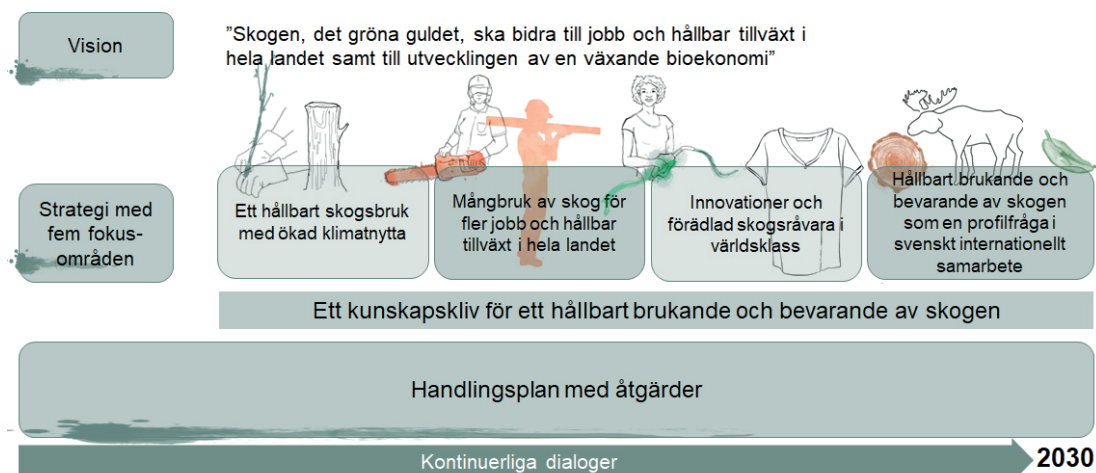 Vision
”Skogen, det gröna guldet, ska bidra till jobb och hållbar tillväxt i
hela landet samt till utvecklingen av en växande bioekonomi”
Strategi med
fem fokus-
områden
Ett hållbart skogsbruk
med ökad klimatnytta
Mångbruk av skog för
fler jobb och hållbar
tillväxt i hela landet
Innovationer och
förädlad skogsråvara i
världsklass
Hållbart brukande och
bevarande av skogen
som en profilfråga i
svenskt internationellt
samarbete
Ett kunskapskliv för ett hållbart brukande och bevarande av skogen
Handlingsplan med åtgärder
Kontinuerliga dialoger
2030